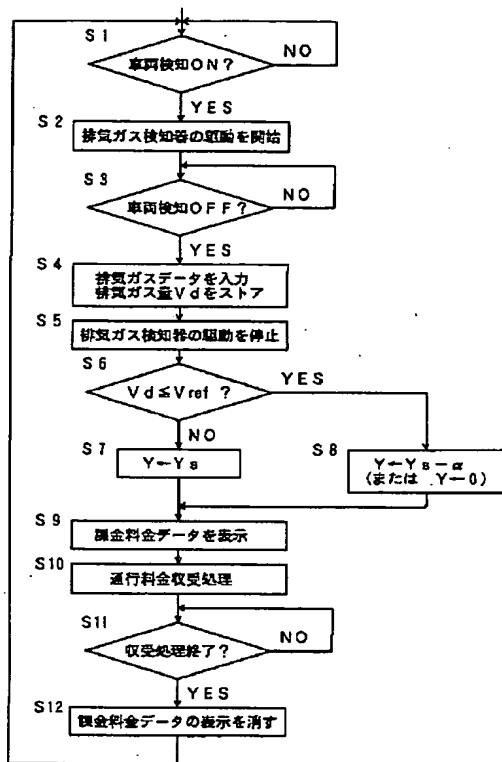 S1
車両検知ON?
NO
YES
S2
排気ガス検知器の駆動を開始
S3
車両検知OFF?
NO
YES
S4
排気ガスデータを入力
排気ガス量Vdをストア
S5
排気ガス検知器の駆動を停止
S6
Vd≦Vref ?
YES
NO
S7
Y←Ys
S8
Y←Ys-α
(または Y←0)
S9
課金料金データを表示
S10
通行料金収受処理
S11
収受処理終了?
NO
YES
S12
課金料金データの表示を消す